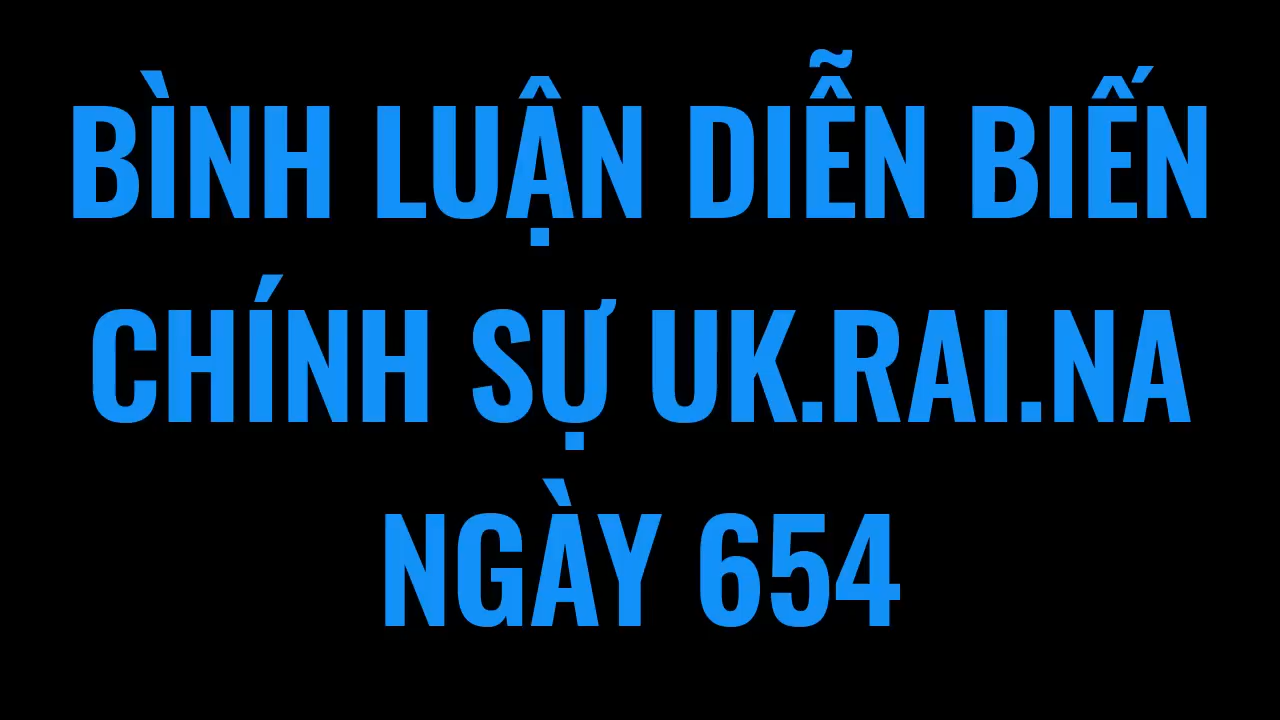 BÌNH LUẬN DIỄN BIẾN
CHÍNH SỰ UK.RAI.NA
NGÀY 654